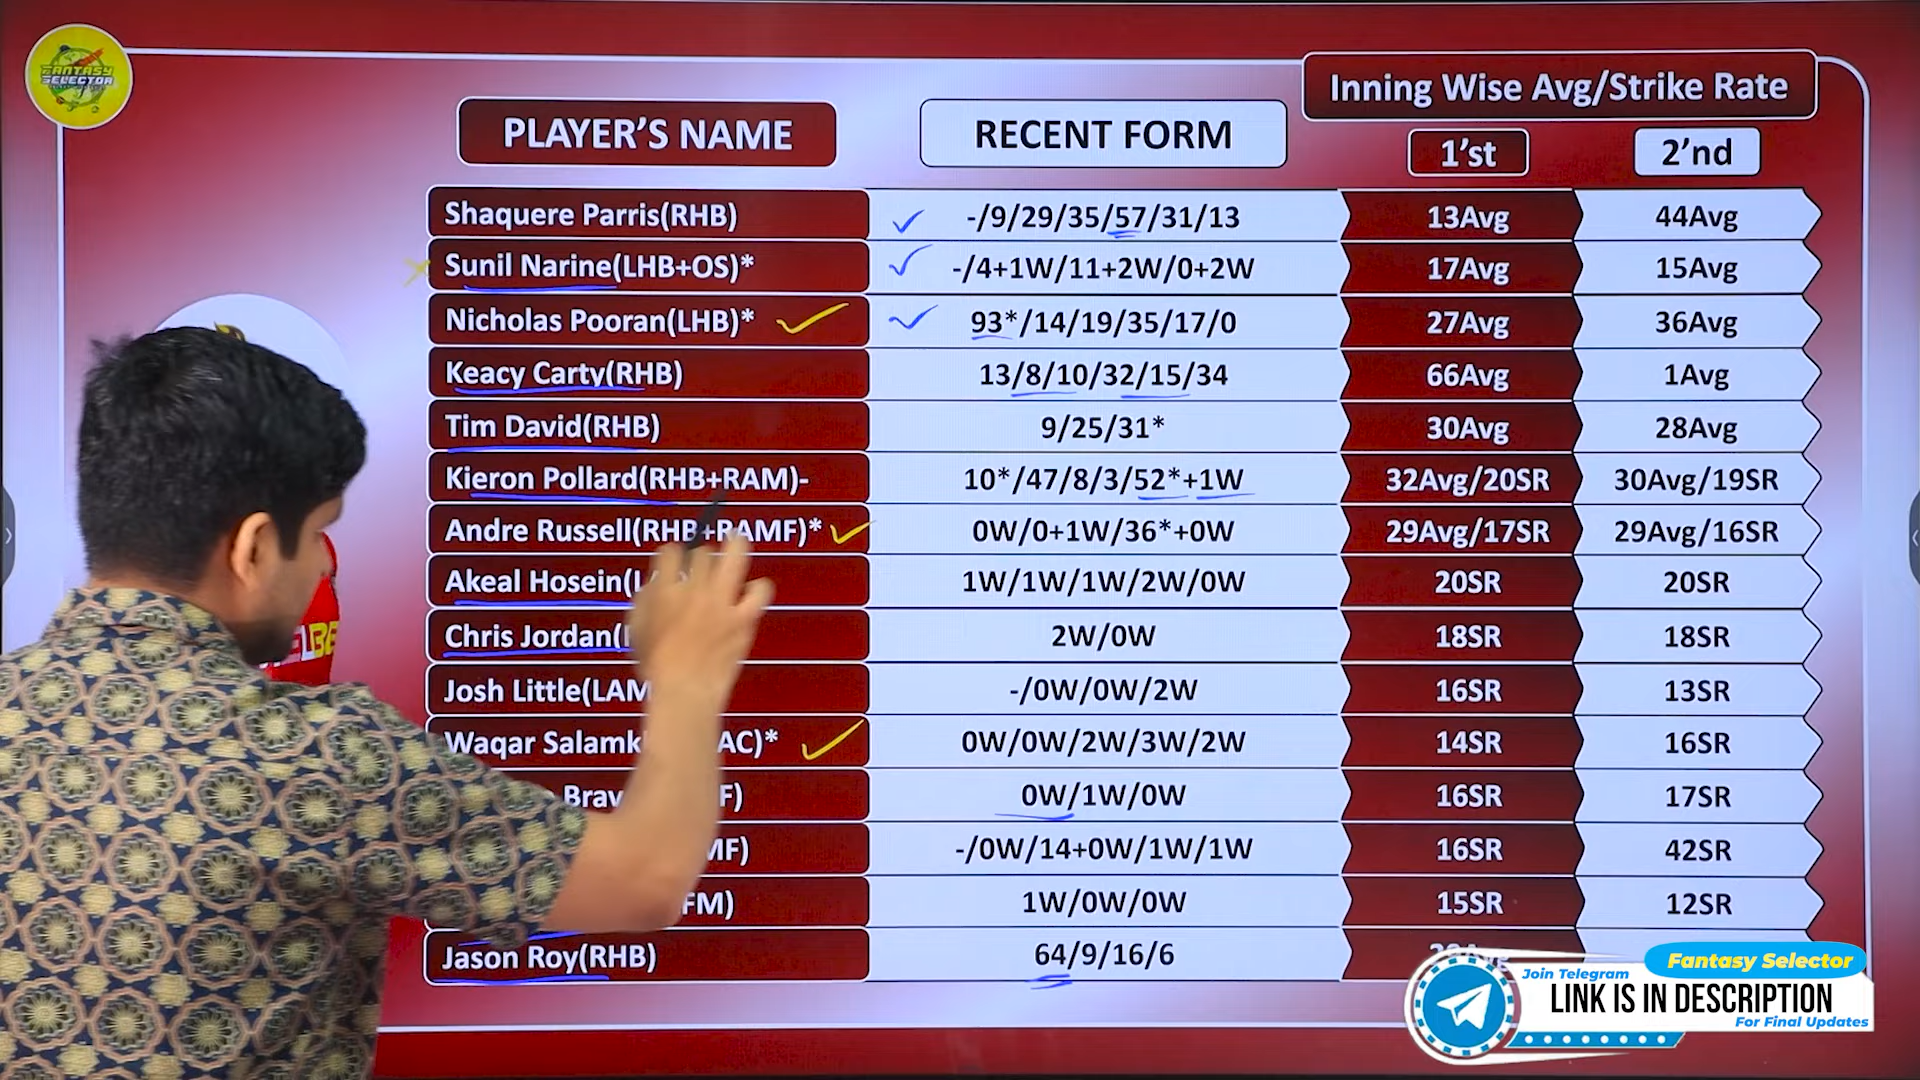 FANTASY
SELECTOR
Inning Wise Avg/Strike Rate
PLAYER'S NAME RECENT FORM 1'st 2'nd
Shaquere Parris(RHB) -/9/29/35/57/31/13 13Avg 44Avg
Sunil Narine(LHB+OS)* -/4+1W/11+2W/0+2W 17Avg 15Avg
Nicholas Pooran(LHB)* 93*/14/19/35/17/0 27Avg 36Avg
Keacy Carty(RHB) 13/8/10/32/15/34 66Avg 1Avg
Tim David(RHB) 9/25/31* 30Avg 28Avg
Kieron Pollard(RHB+RAM)- 10*/47/8/3/52*+1W 32Avg/20SR 30Avg/19SR
Andre Russell(RHB+RAMF)* 0W/0+1W/36*+0W 29Avg/17SR 29Avg/16SR
Akeal Hosein( 1W/1W/1W/2W/0W 20SR 20SR
Chris Jordan( 2W/0W 18SR 18SR
Josh Little(LAM -/0W/0W/2W 16SR 13SR
Waqar Salamk AC)* 0W/0W/2W/3W/2W 14SR 16SR
Brav F) 0W/1W/0W 16SR 17SR
MF) -/0W/14+0W/1W/1W 16SR 42SR
FM) 1W/0W/0W 15SR 12SR
Jason Roy(RHB) 64/9/16/6
Fantasy Selector
Join Telegram
LINK IS IN DESCRIPTION
For Final Updates